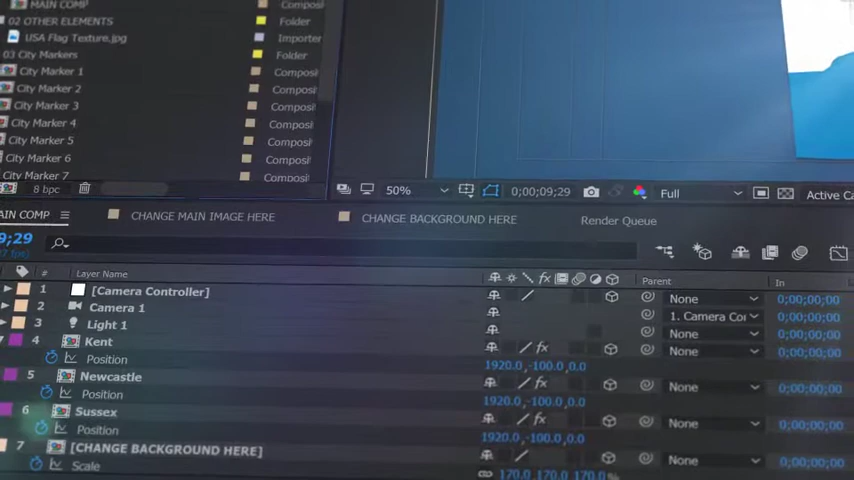 MAIN COMP
Composi
02 OTHER ELEMENTS
Folder
USA Flag Texture.jpg
Importer
03 City Markers
Folder
City Marker 1
Composit
City Marker 2
Composi
City Marker 3
Composi
City Marker 4
Composi
City Marker 5
Composi
City Marker 6
Composi
City Marker 7
Composi
8 bpc
50%
0;00;09;29
Full
Active Ca
AIN COMP
CHANGE MAIN IMAGE HERE
CHANGE BACKGROUND HERE
Render Queue
9;29
# Layer Name
fx
Parent
In
1 [Camera Controller]
None
0;00;00;00
2 Camera 1
1. Camera Cor
0;00;00;00
3 Light 1
None
0;00;00;00
4 Kent
fx
None
0;00;00;00
Position
1920.0,-100.0,0.0
5 Newcastle
fx
None
0;00;00;00
Position
1920.0,-100.0,0.0
6 Sussex
fx
None
0;00;00;00
Position
1920.0,-100.0,0.0
7 [CHANGE BACKGROUND HERE]
None
0;00;00;00
Scale
170.0,170.0,170.0%